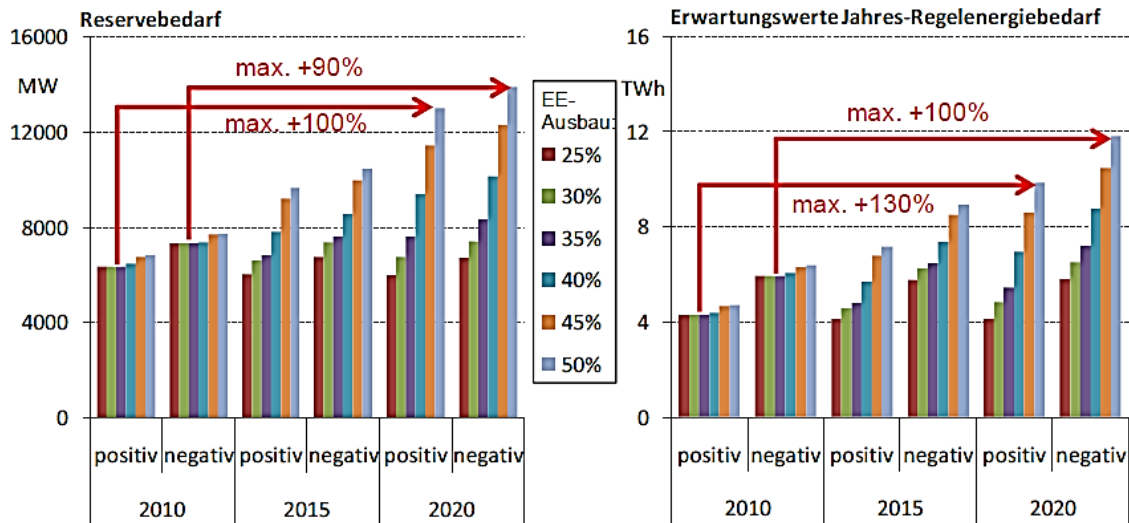 Reservebedarf
16000
MW
12000
8000
4000
0
max. +90%
max. +100%
positiv negativ positiv negativ positiv negativ
2010 2015 2020
EE-
Ausbau:
25%
30%
35%
40%
45%
50%
Erwartungswerte Jahres-Regelenergiebedarf
16
TWh
12
8
4
0
max. +100%
max. +130%
positiv negativ positiv negativ positiv negativ
2010 2015 2020